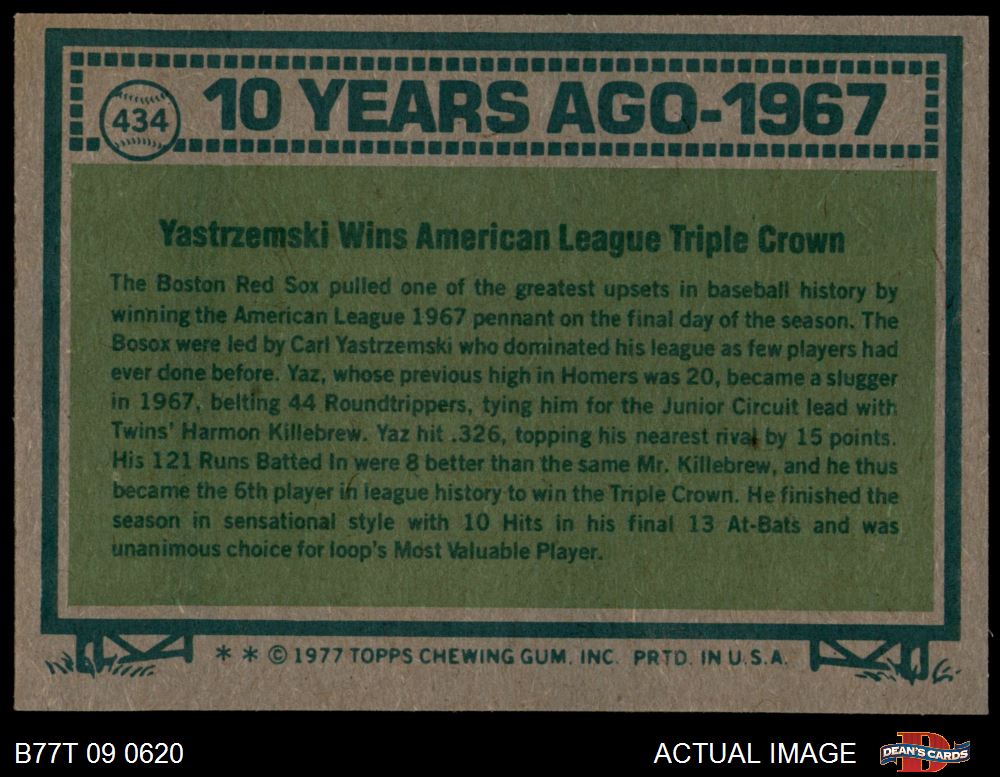 434
10 YEARS AGO-1967
Yastrzemski Wins American League Triple Crown
The Boston Red Sox pulled one of the greatest upsets in baseball history by
winning the American League 1967 pennant on the final day of the season. The
Bosox were led by Carl Yastrzemski who dominated his league as few players had
ever done before. Yaz, whose previous high in Homers was 20, became a slugger
in 1967, belting 44 Roundtrippers, tying him for the Junior Circuit lead with
Twins' Harmon Killebrew. Yaz hit .326, topping his nearest rival by 15 points.
His 121 Runs Batted In were 8 better than the same Mr. Killebrew, and he thus
became the 6th player in league history to win the Triple Crown. He finished the
season in sensational style with 10 Hits in his final 13 At-Bats and was
unanimous choice for loop's Most Valuable Player.
* * © 1977 TOPPS CHEWING GUM, INC. PRTD. IN U.S.A.
B77T 09 0620
ACTUAL IMAGE
D
DEAN'S CARDS